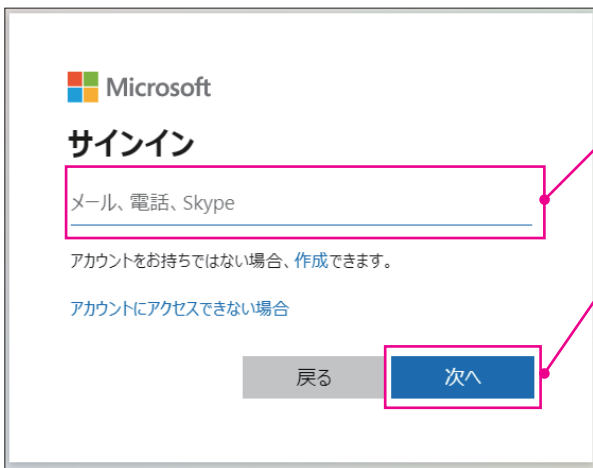 Microsoft
サインイン
メール、電話、Skype
アカウントをお持ちではない場合、作成できます。
アカウントにアクセスできない場合
戻る
次へ